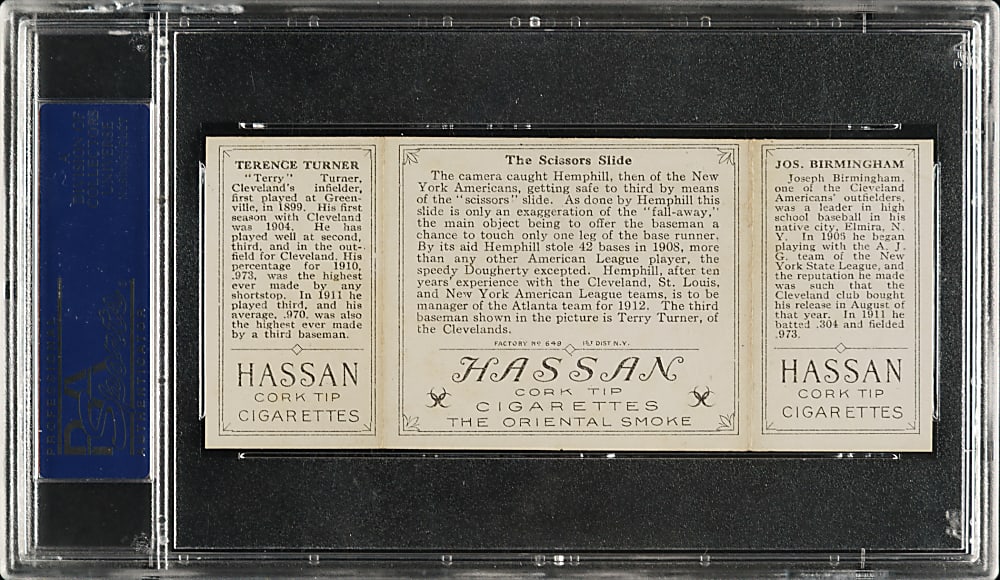 TERENCE TURNER
"Terry" Turner,
Cleveland's infielder,
first played at Green-
ville, in 1899. His first
season with Cleveland
was 1904. He has
played well at second,
third, and in the out-
field for Cleveland. His
percentage for 1910,
.973, was the highest
ever made by any
shortstop. In 1911 he
played third, and his
average, .970, was also
the highest ever made
by a third baseman.
HASSAN
CORK TIP
CIGARETTES
The Scissors Slide
The camera caught Hemphill, then of the New
York Americans, getting safe to third by means
of the "scissors" slide. As done by Hemphill this
slide is only an exaggeration of the "fall-away,"
the main object being to offer the baseman a
chance to touch only one leg of the base runner.
By its aid Hemphill stole 42 bases in 1908, more
than any other American League player, the
speedy Dougherty excepted. Hemphill, after ten
years' experience with the Cleveland, St. Louis,
and New York American League teams, is to be
manager of the Atlanta team for 1912. The third
baseman shown in the picture is Terry Turner, of
the Clevelands.
FACTORY No 649 1st DIST. N.Y.
HASSAN
CORK TIP
CIGARETTES
THE ORIENTAL SMOKE
JOS. BIRMINGHAM
Joseph Birmingham,
one of the Cleveland
Americans' outfielders,
was a leader in high
school baseball in his
native city, Elmira, N.
Y. In 1905 he began
playing with the A. J.
G. team of the New
York State League, and
the reputation he made
was such that the
Cleveland club bought
his release in August of
that year. In 1911 he
batted .304 and fielded
.973.
HASSAN
CORK TIP
CIGARETTES
PSA